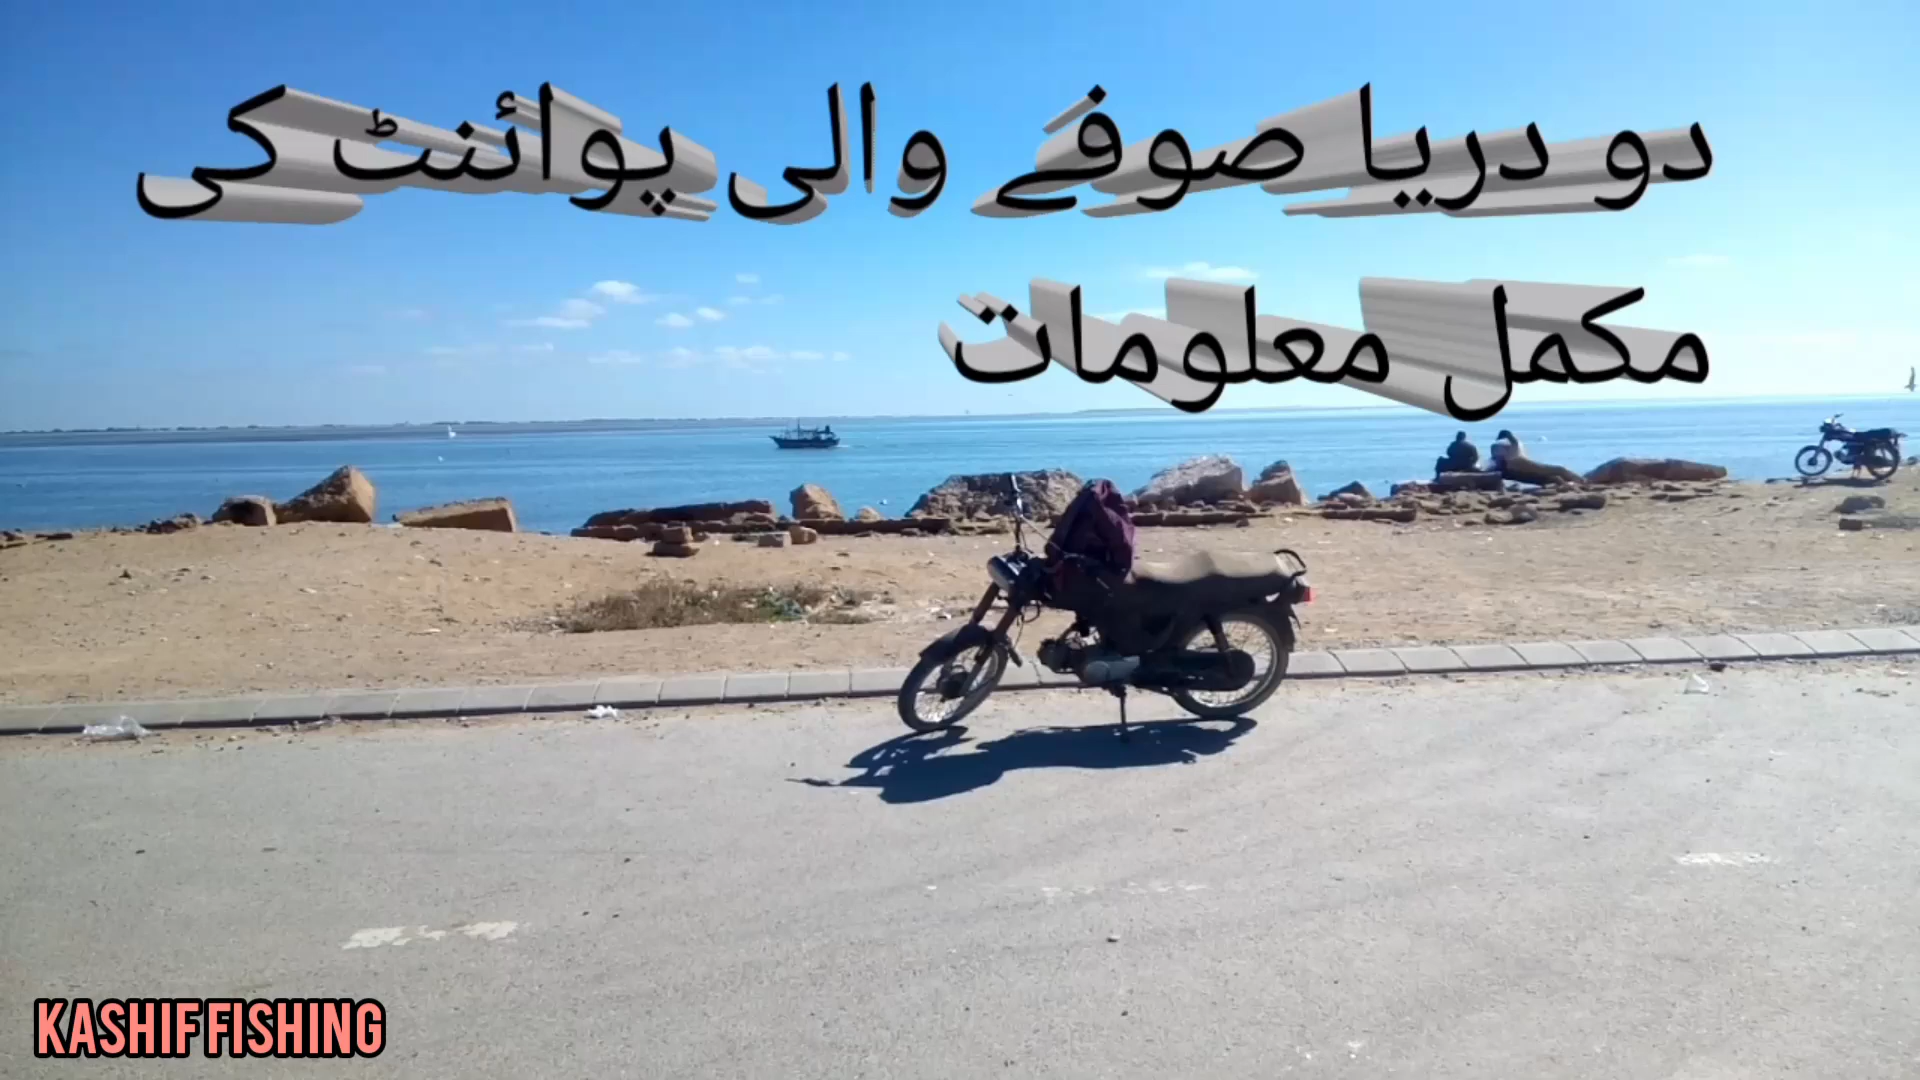 دو دریا صوفے والی پوائنٹ کی
مکمل معلومات
KASHIF FISHING